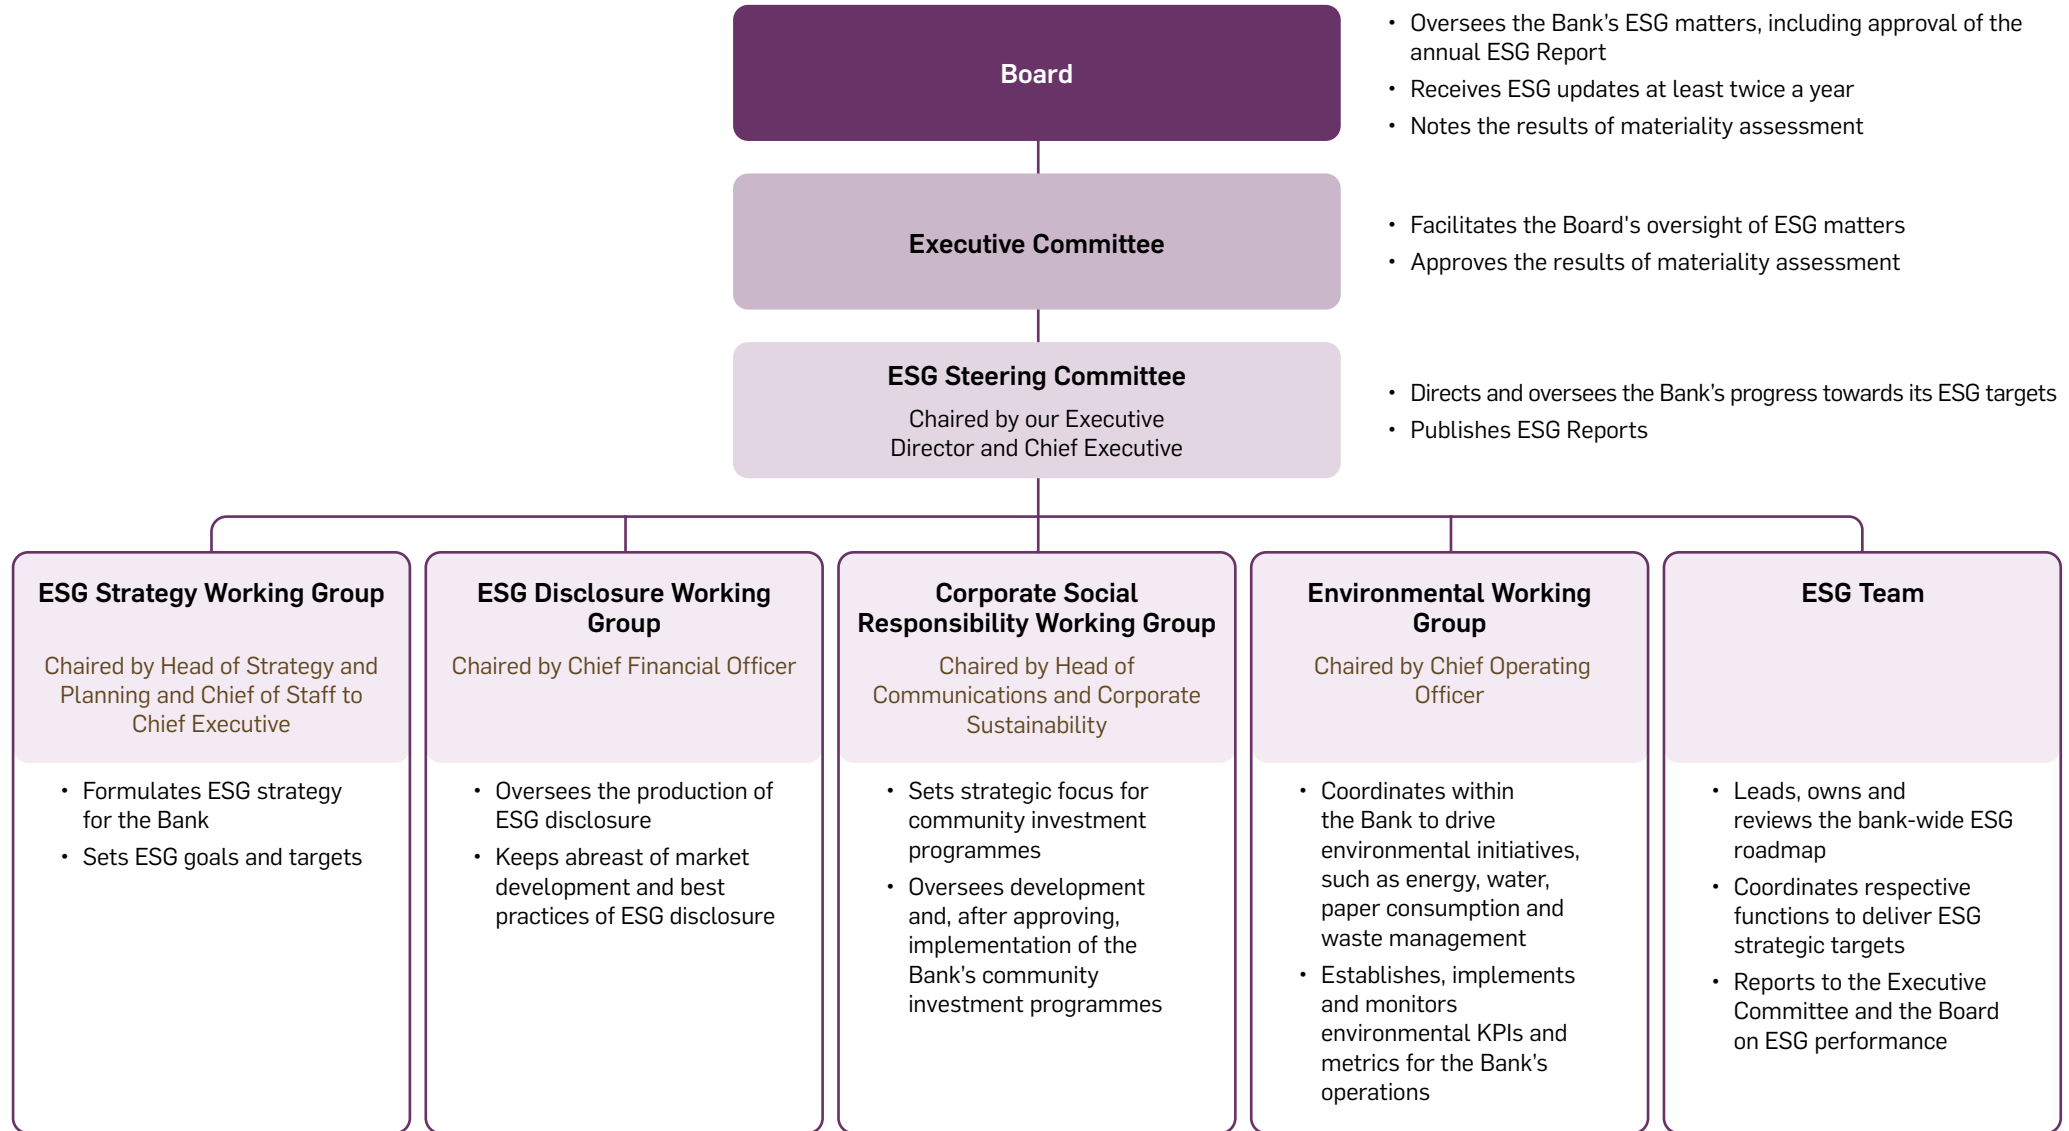 Board
• Oversees the Bank's ESG matters, including approval of the
annual ESG Report
• Receives ESG updates at least twice a year
• Notes the results of materiality assessment
Executive Committee
• Facilitates the Board's oversight of ESG matters
• Approves the results of materiality assessment
ESG Steering Committee
Chaired by our Executive
Director and Chief Executive
• Directs and oversees the Bank's progress towards its ESG targets
• Publishes ESG Reports
ESG Strategy Working Group
Chaired by Head of Strategy and
Planning and Chief of Staff to
Chief Executive
• Formulates ESG strategy
for the Bank
• Sets ESG goals and targets
ESG Disclosure Working
Group
Chaired by Chief Financial Officer
• Oversees the production of
ESG disclosure
• Keeps abreast of market
development and best
practices of ESG disclosure
Corporate Social
Responsibility Working Group
Chaired by Head of
Communications and Corporate
Sustainability
• Sets strategic focus for
community investment
programmes
• Oversees development
and, after approving,
implementation of the
Bank's community
investment programmes
Environmental Working
Group
Chaired by Chief Operating
Officer
• Coordinates within
the Bank to drive
environmental initiatives,
such as energy, water,
paper consumption and
waste management
• Establishes, implements
and monitors
environmental KPIs and
metrics for the Bank's
operations
ESG Team
• Leads, owns and
reviews the bank-wide ESG
roadmap
• Coordinates respective
functions to deliver ESG
strategic targets
• Reports to the Executive
Committee and the Board
on ESG performance